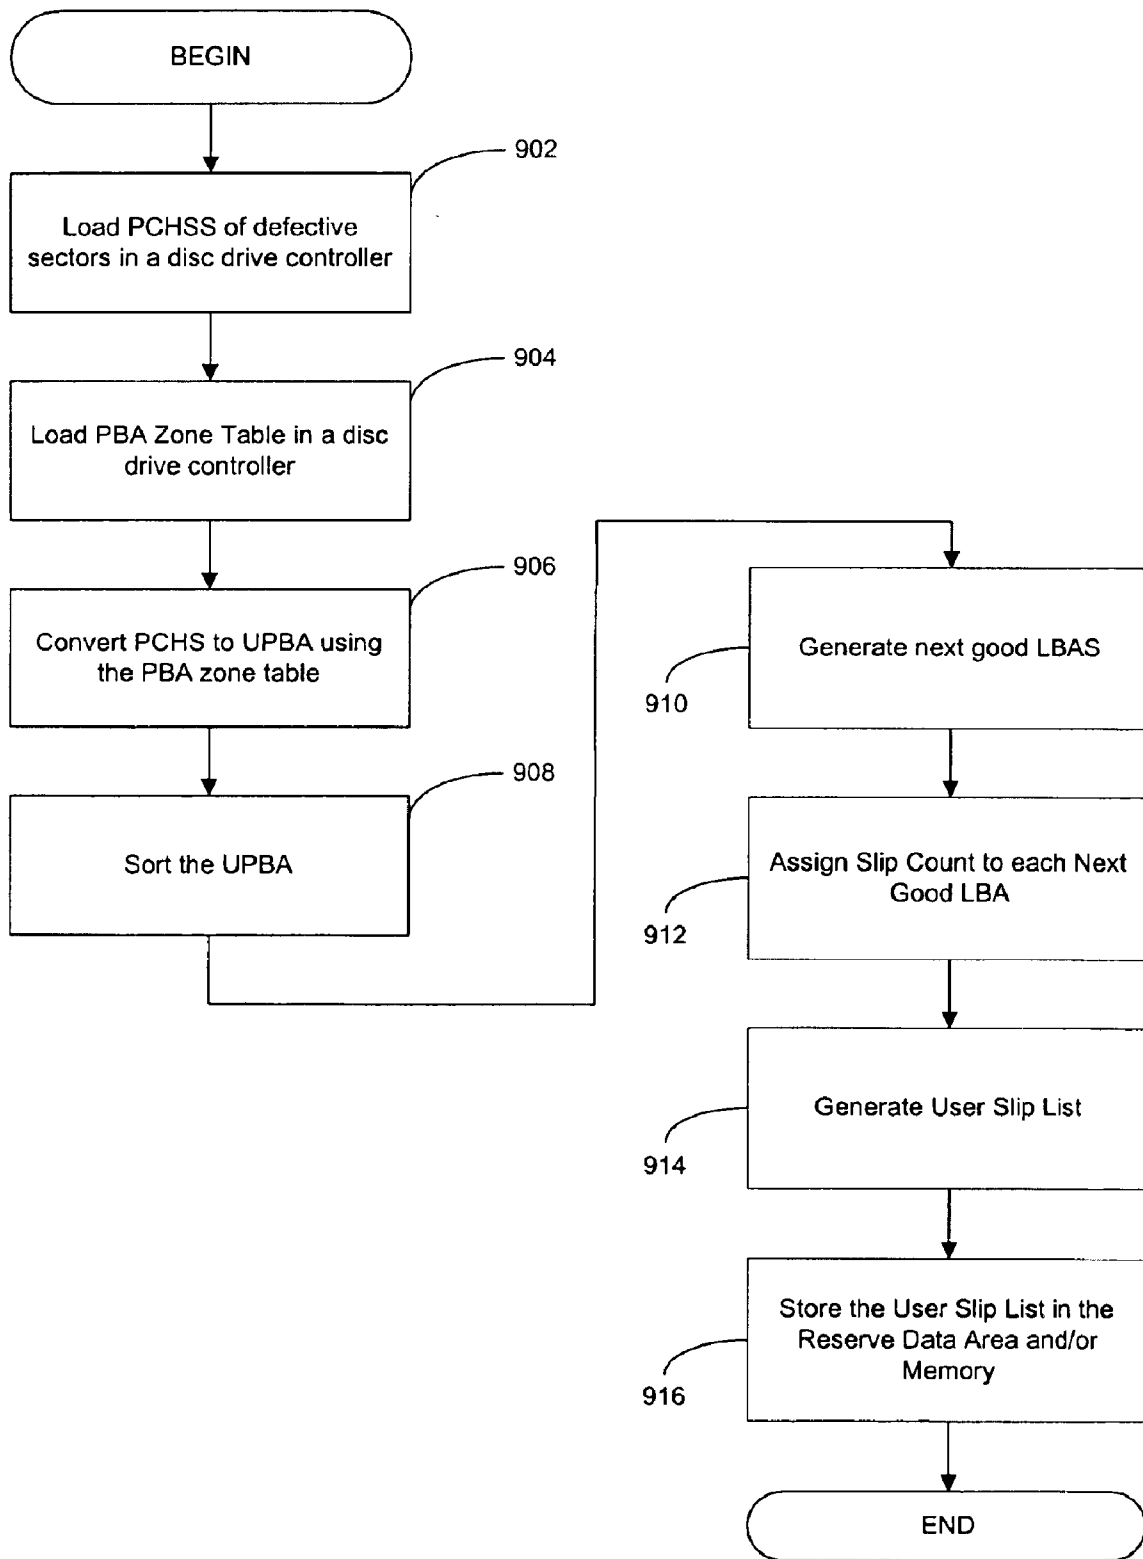 BEGIN
902
Load PCHSS of defective
sectors in a disc drive controller
904
Load PBA Zone Table in a disc
drive controller
906
Convert PCHS to UPBA using
the PBA zone table
908
Sort the UPBA
Generate next good LBAS
910
Assign Slip Count to each Next
Good LBA
912
Generate User Slip List
914
Store the User Slip List in the
Reserve Data Area and/or
Memory
916
END